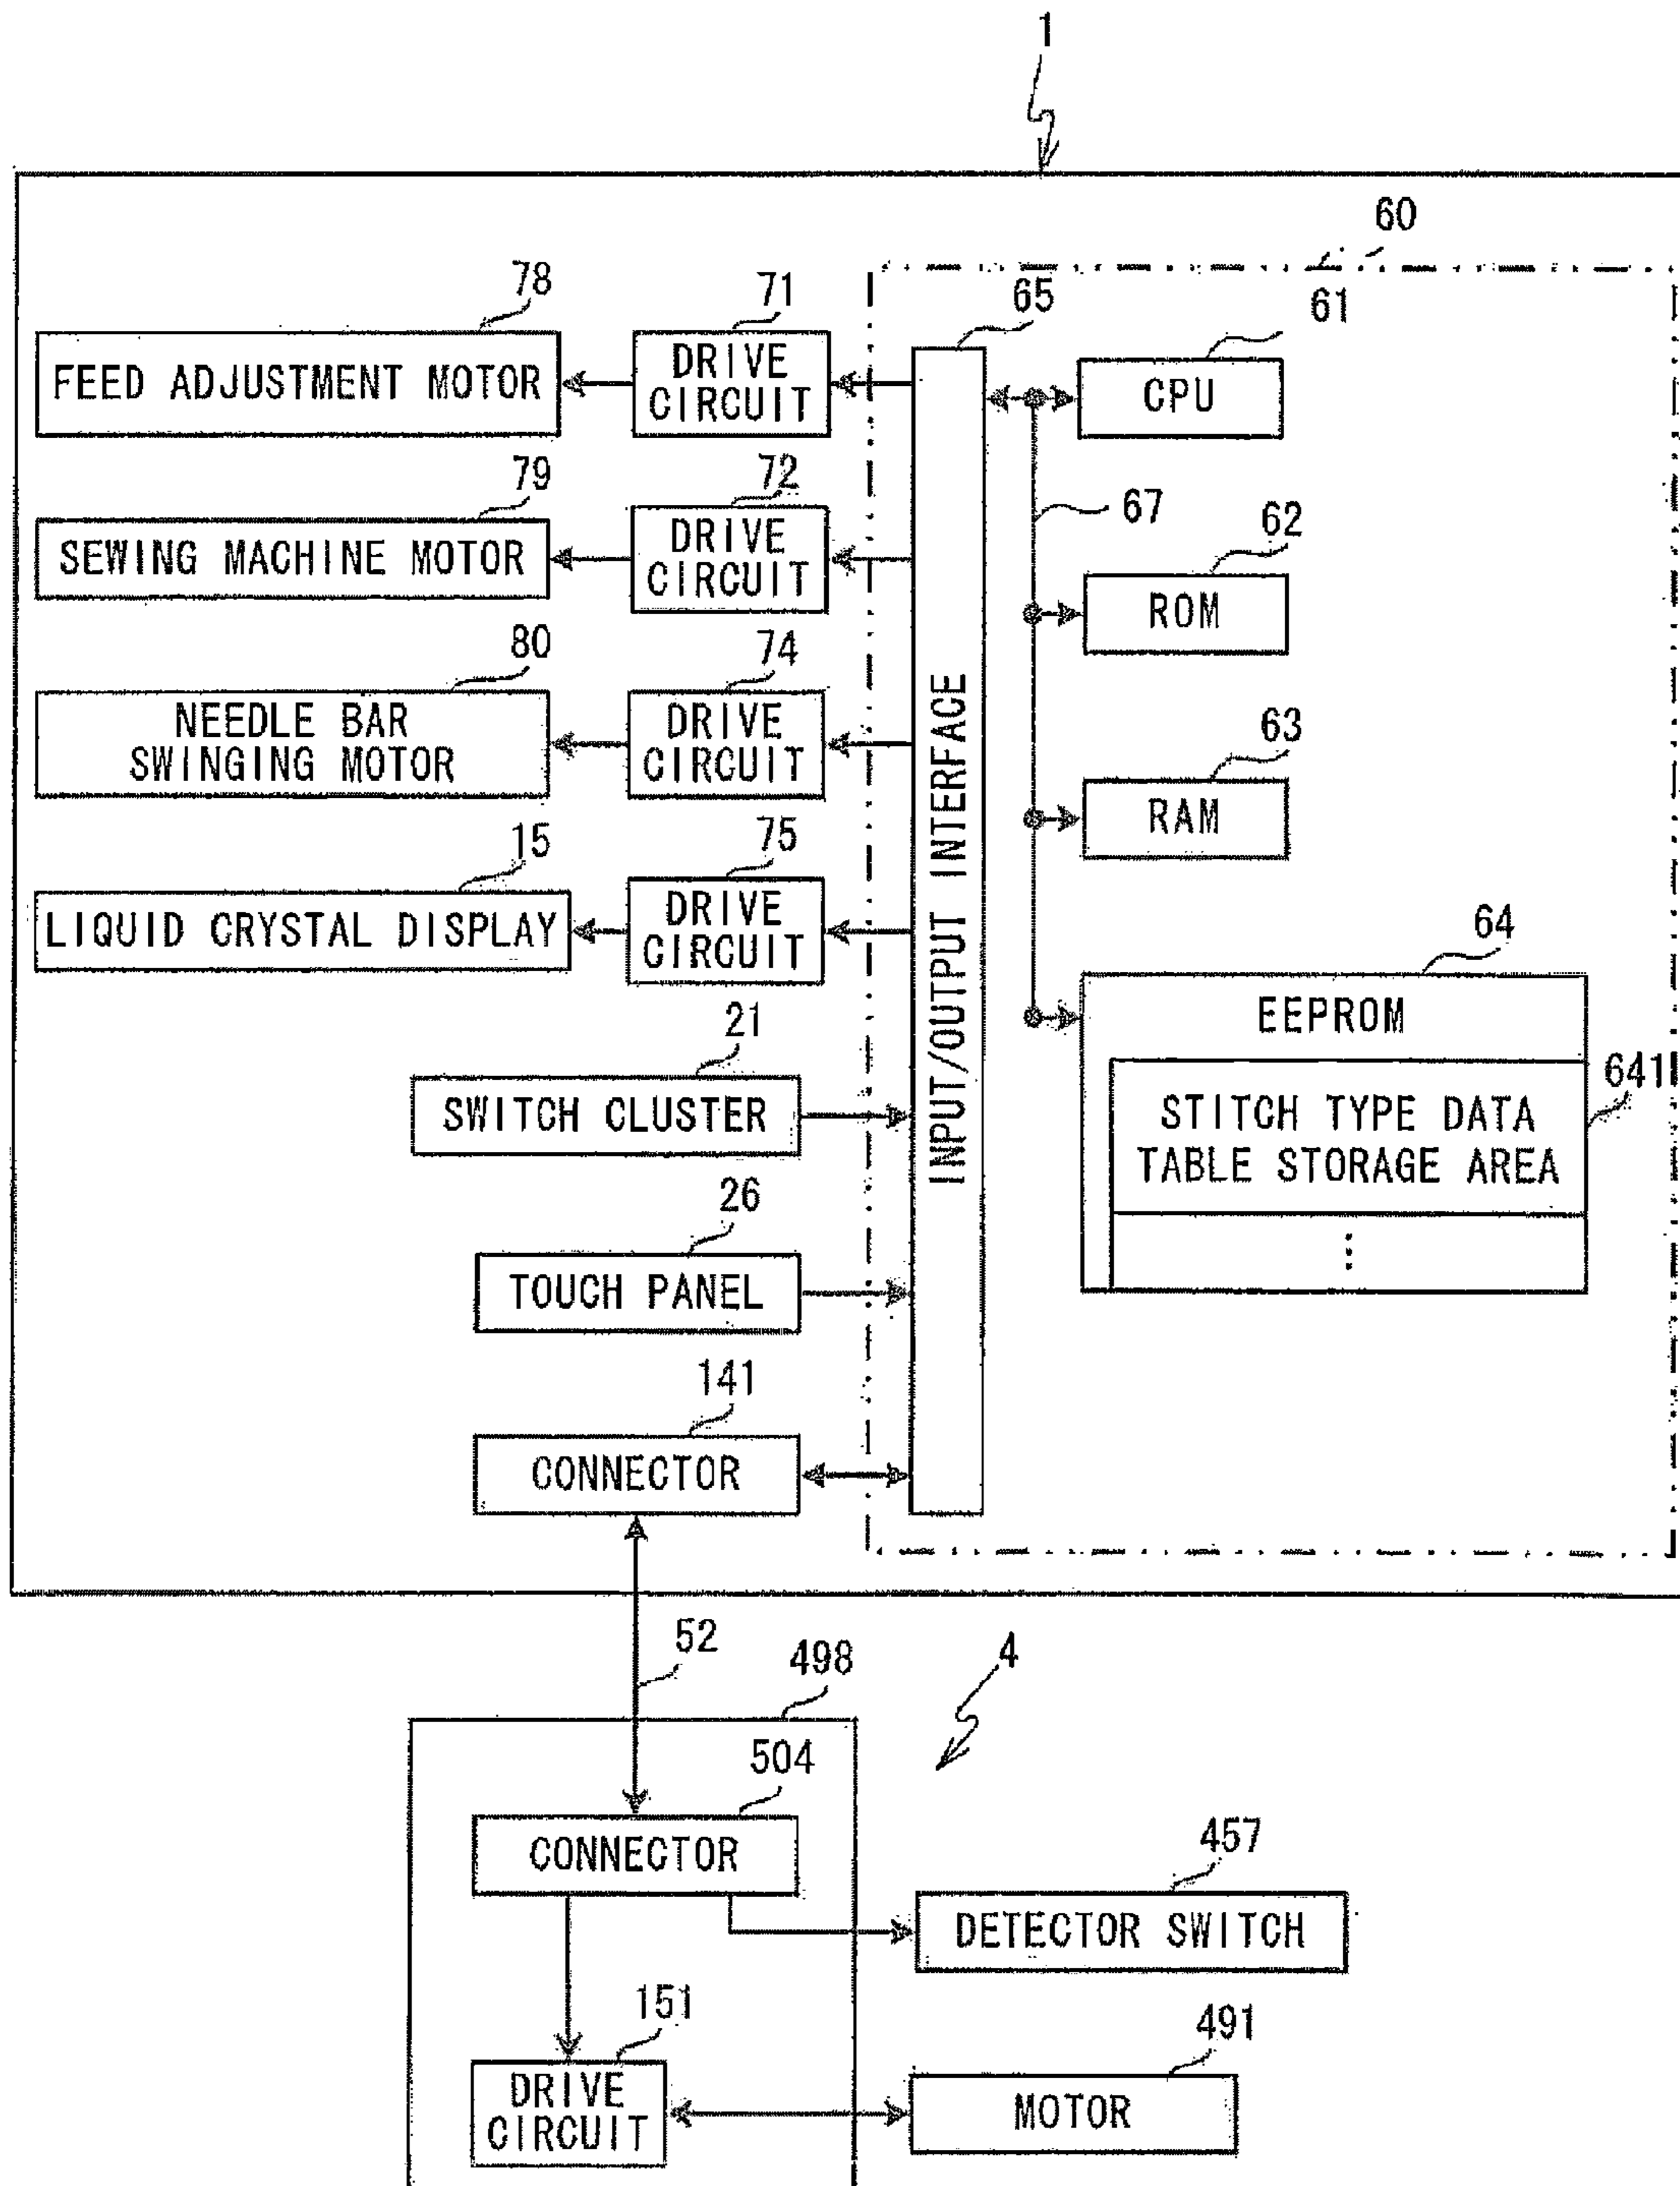 1
60
78
71
65
61
FEED ADJUSTMENT MOTOR
DRIVE
CIRCUIT
CPU
79
72
67
62
SEWING MACHINE MOTOR
DRIVE
CIRCUIT
ROM
80
74
63
NEEDLE BAR
SWINGING MOTOR
DRIVE
CIRCUIT
RAM
INPUT/OUTPUT INTERFACE
15
75
64
LIQUID CRYSTAL DISPLAY
DRIVE
CIRCUIT
EEPROM
21
641
SWITCH CLUSTER
STITCH TYPE DATA
TABLE STORAGE AREA
26
TOUCH PANEL
⋮
141
CONNECTOR
52
498
4
504
CONNECTOR
457
DETECTOR SWITCH
151
491
DRIVE
CIRCUIT
MOTOR